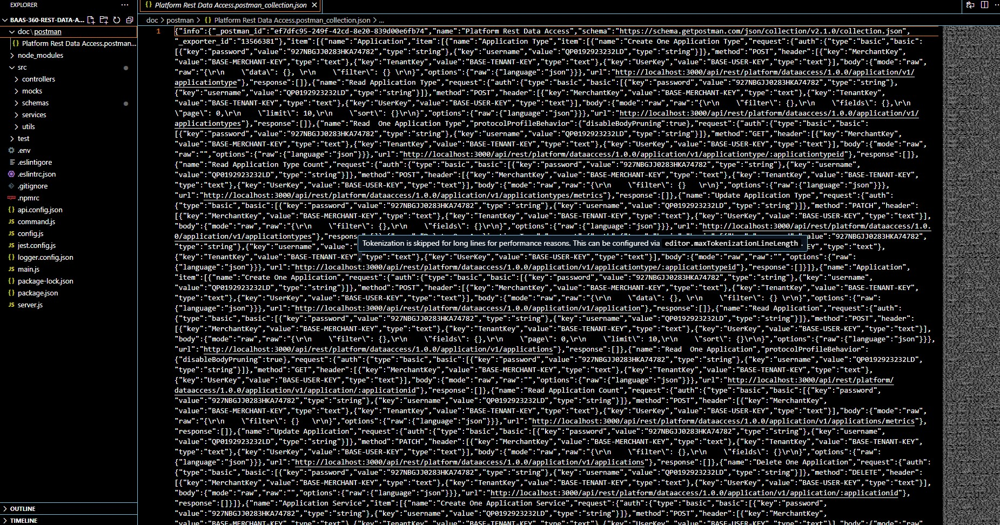 EXPLORER
BAAS-360-REST-DATA-A...
doc\postman
Platform Rest Data Access.postman...
node_modules
src
controllers
mocks
schemas
services
utils
test
.env
.eslintigore
.eslintrc.json
.gitignore
.npmrc
api.config.json
command.js
config.js
jest.config.js
logger.config.json
main.js
package-lock.json
package.json
server.js
OUTLINE
TIMELINE
Platform Rest Data Access.postman_collection.json
doc > postman > {} Platform Rest Data Access.postman_collection.json > ...
1
{"info":{"_postman_id":"ef7dfc95-249f-42cd-8e20-839d00e6fb74","name":"Platform Rest Data Access","schema":"https://schema.getpostman.com/json/collection/v2.1.0/collection.json",
"_exporter_id":"13566381"},"item":[{"name":"Application","item":[{"name":"Application Type","item":[{"name":"Create One Application Type","request":{"auth":{"type":"basic","basic":
[{"key":"password","value":"927NBGJJ0283HKA74782","type":"string"},{"key":"username","value":"QP0192923232LD","type":"string"}]},"method":"POST","header":[{"key":"MerchantKey",
"value":"BASE-MERCHANT-KEY","type":"text"},{"key":"TenantKey","value":"BASE-TENANT-KEY","type":"text"},{"key":"UserKey","value":"BASE-USER-KEY","type":"text"}],"body":{"mode":"raw",
"raw":"{\r\n    \"data\": {}, \r\n    \"filter\": {} \r\n}","options":{"raw":{"language":"json"}}},"url":"http://localhost:3000/api/rest/platform/dataaccess/1.0.0/application/v1/
applicationtype"},"response":[]},{"name":"Read Application Type","request":{"auth":{"type":"basic","basic":[{"key":"password","value":"927NBGJJ0283HKA74782","type":"string"},
{"key":"username","value":"QP0192923232LD","type":"string"}]},"method":"POST","header":[{"key":"MerchantKey","value":"BASE-MERCHANT-KEY","type":"text"},{"key":"TenantKey",
"value":"BASE-TENANT-KEY","type":"text"},{"key":"UserKey","value":"BASE-USER-KEY","type":"text"}],"body":{"mode":"raw","raw":"{\r\n    \"filter\": {},\r\n    \"fields\": {},\r\n
\"page\": 0,\r\n    \"limit\": 10,\r\n    \"sort\": {}\r\n}","options":{"raw":{"language":"json"}}},"url":"http://localhost:3000/api/rest/platform/dataaccess/1.0.0/application/v1/
applicationtypes"},"response":[]},{"name":"Read  One Application Type","protocolProfileBehavior":{"disableBodyPruning":true},"request":{"auth":{"type":"basic","basic":
[{"key":"password","value":"927NBGJJ0283HKA74782","type":"string"},{"key":"username","value":"QP0192923232LD","type":"string"}]},"method":"GET","header":[{"key":"MerchantKey",
"value":"BASE-MERCHANT-KEY","type":"text"},{"key":"TenantKey","value":"BASE-TENANT-KEY","type":"text"},{"key":"UserKey","value":"BASE-USER-KEY","type":"text"}],"body":{"mode":"raw",
"raw":"","options":{"raw":{"language":"json"}}},"url":"http://localhost:3000/api/rest/platform/dataaccess/1.0.0/application/v1/applicationtype/:applicationtypeid"},"response":[]},
{"name":"Read Application Type Count","request":{"auth":{"type":"basic","basic":[{"key":"password","value":"927NBGJJ0283HKA74782","type":"string"},{"key":"username",
"value":"QP0192923232LD","type":"string"}]},"method":"POST","header":[{"key":"MerchantKey","value":"BASE-MERCHANT-KEY","type":"text"},{"key":"TenantKey","value":"BASE-TENANT-KEY",
"type":"text"},{"key":"UserKey","value":"BASE-USER-KEY","type":"text"}],"body":{"mode":"raw","raw":"{\r\n    \"filter\": {}   \r\n}","options":{"raw":{"language":"json"}}},
"url":"http://localhost:3000/api/rest/platform/dataaccess/1.0.0/application/v1/applicationtypes/metrics"},"response":[]},{"name":"Update Application Type","request":{"auth":
{"type":"basic","basic":[{"key":"password","value":"927NBGJJ0283HKA74782","type":"string"},{"key":"username","value":"QP0192923232LD","type":"string"}]},"method":"PATCH","header":
[{"key":"MerchantKey","value":"BASE-MERCHANT-KEY","type":"text"},{"key":"TenantKey","value":"BASE-TENANT-KEY","type":"text"},{"key":"UserKey","value":"BASE-USER-KEY","type":"text"}],
"body":{"mode":"raw","raw":"{\r\n    \"filter\": {},\r\n    \"fields\": {}\r\n}","options":{"raw":{"language":"json"}}},"url":"http://localhost:3000/api/rest/platform/dataaccess/1.0.
0/application/v1/applicationtypes"},"respons value":"927NBGJJ0283HKA74782",
"type":"string"},{"key":"username","value":" EY","type":"text"},
Tokenization is skipped for long lines for performance reasons. This can be configured via editor.maxTokenizationLineLength.
{"key":"TenantKey","value":"BASE-TENANT-KEY","type":"text"},{"key":"UserKey","value":"BASE-USER-KEY","type":"text"}],"body":{"mode":"raw","raw":"","options":{"raw":
{"language":"json"}}},"url":"http://localhost:3000/api/rest/platform/dataaccess/1.0.0/application/v1/applicationtype/:applicationtypeid"},"response":[]}]},{"name":"Application",
"item":[{"name":"Create One Application","request":{"auth":{"type":"basic","basic":[{"key":"password","value":"927NBGJJ0283HKA74782","type":"string"},{"key":"username",
"value":"QP0192923232LD","type":"string"}]},"method":"POST","header":[{"key":"MerchantKey","value":"BASE-MERCHANT-KEY","type":"text"},{"key":"TenantKey","value":"BASE-TENANT-KEY",
"type":"text"},{"key":"UserKey","value":"BASE-USER-KEY","type":"text"}],"body":{"mode":"raw","raw":"{\r\n    \"data\": {}, \r\n    \"filter\": {} \r\n}","options":{"raw":
{"language":"json"}}},"url":"http://localhost:3000/api/rest/platform/dataaccess/1.0.0/application/v1/application"},"response":[]},{"name":"Read Application","request":{"auth":
{"type":"basic","basic":[{"key":"password","value":"927NBGJJ0283HKA74782","type":"string"},{"key":"username","value":"QP0192923232LD","type":"string"}]},"method":"POST","header":
[{"key":"MerchantKey","value":"BASE-MERCHANT-KEY","type":"text"},{"key":"TenantKey","value":"BASE-TENANT-KEY","type":"text"},{"key":"UserKey","value":"BASE-USER-KEY","type":"text"}],
"body":{"mode":"raw","raw":"{\r\n    \"filter\": {},\r\n    \"fields\": {},\r\n    \"page\": 0,\r\n    \"limit\": 10,\r\n    \"sort\": {}\r\n}","options":{"raw":{"language":"json"}}},
"url":"http://localhost:3000/api/rest/platform/dataaccess/1.0.0/application/v1/applications"},"response":[]},{"name":"Read  One Application","protocolProfileBehavior":
{"disableBodyPruning":true},"request":{"auth":{"type":"basic","basic":[{"key":"password","value":"927NBGJJ0283HKA74782","type":"string"},{"key":"username","value":"QP0192923232LD",
"type":"string"}]},"method":"GET","header":[{"key":"MerchantKey","value":"BASE-MERCHANT-KEY","type":"text"},{"key":"TenantKey","value":"BASE-TENANT-KEY","type":"text"},
{"key":"UserKey","value":"BASE-USER-KEY","type":"text"}],"body":{"mode":"raw","raw":"","options":{"raw":{"language":"json"}}},"url":"http://localhost:3000/api/rest/platform/
dataaccess/1.0.0/application/v1/application/:applicationid"},"response":[]},{"name":"Read Application Count","request":{"auth":{"type":"basic","basic":[{"key":"password",
"value":"927NBGJJ0283HKA74782","type":"string"},{"key":"username","value":"QP0192923232LD","type":"string"}]},"method":"POST","header":[{"key":"MerchantKey",
"value":"BASE-MERCHANT-KEY","type":"text"},{"key":"TenantKey","value":"BASE-TENANT-KEY","type":"text"},{"key":"UserKey","value":"BASE-USER-KEY","type":"text"}],"body":{"mode":"raw",
"raw":"{\r\n    \"filter\": {}   \r\n}","options":{"raw":{"language":"json"}}},"url":"http://localhost:3000/api/rest/platform/dataaccess/1.0.0/application/v1/applications/metrics"},
"response":[]},{"name":"Update Application","request":{"auth":{"type":"basic","basic":[{"key":"password","value":"927NBGJJ0283HKA74782","type":"string"},{"key":"username",
"value":"QP0192923232LD","type":"string"}]},"method":"PATCH","header":[{"key":"MerchantKey","value":"BASE-MERCHANT-KEY","type":"text"},{"key":"TenantKey","value":"BASE-TENANT-KEY",
"type":"text"},{"key":"UserKey","value":"BASE-USER-KEY","type":"text"}],"body":{"mode":"raw","raw":"{\r\n    \"filter\": {},\r\n    \"fields\": {}\r\n}","options":{"raw":
{"language":"json"}}},"url":"http://localhost:3000/api/rest/platform/dataaccess/1.0.0/application/v1/applications"},"response":[]},{"name":"Delete One Application","request":{"auth":
{"type":"basic","basic":[{"key":"password","value":"927NBGJJ0283HKA74782","type":"string"},{"key":"username","value":"QP0192923232LD","type":"string"}]},"method":"DELETE","header":
[{"key":"MerchantKey","value":"BASE-MERCHANT-KEY","type":"text"},{"key":"TenantKey","value":"BASE-TENANT-KEY","type":"text"},{"key":"UserKey","value":"BASE-USER-KEY","type":"text"}],
"body":{"mode":"raw","raw":"","options":{"raw":{"language":"json"}}},"url":"http://localhost:3000/api/rest/platform/dataaccess/1.0.0/application/v1/application/:applicationid"},
"response":[]}]},{"name":"Application Service","item":[{"name":"Create One Application Service","request":{"auth":{"type":"basic","basic":[{"key":"password",
"value":"927NBGJJ0283HKA74782","type":"string"},{"key":"username","value":"QP0192923232LD","type":"string"}]},"method":"POST","header":[{"key":"MerchantKey",
"value":"BASE-MERCHANT-KEY","type":"text"},{"key":"TenantKey","value":"BASE-TENANT-KEY","type":"text"},{"key":"UserKey","value":"BASE-USER-KEY","type":"text"}],"body":{"mode":"raw",